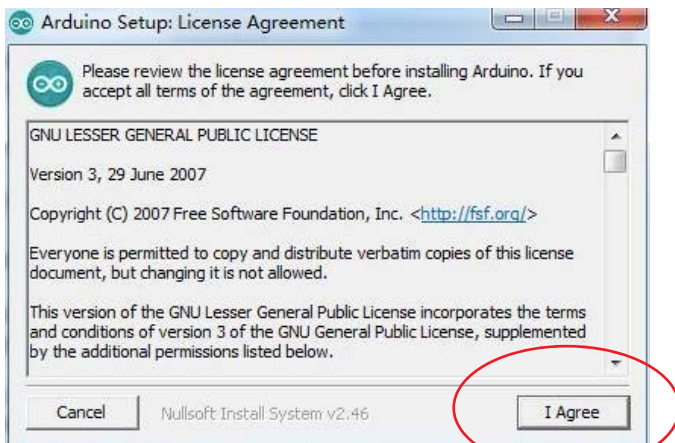 Arduino Setup: License Agreement
Please review the license agreement before installing Arduino. If you
accept all terms of the agreement, click I Agree.
GNU LESSER GENERAL PUBLIC LICENSE
Version 3, 29 June 2007
Copyright (C) 2007 Free Software Foundation, Inc. <http://fsf.org/>
Everyone is permitted to copy and distribute verbatim copies of this license
document, but changing it is not allowed.
This version of the GNU Lesser General Public License incorporates the terms
and conditions of version 3 of the GNU General Public License, supplemented
by the additional permissions listed below.
Cancel
Nullsoft Install System v2.46
I Agree